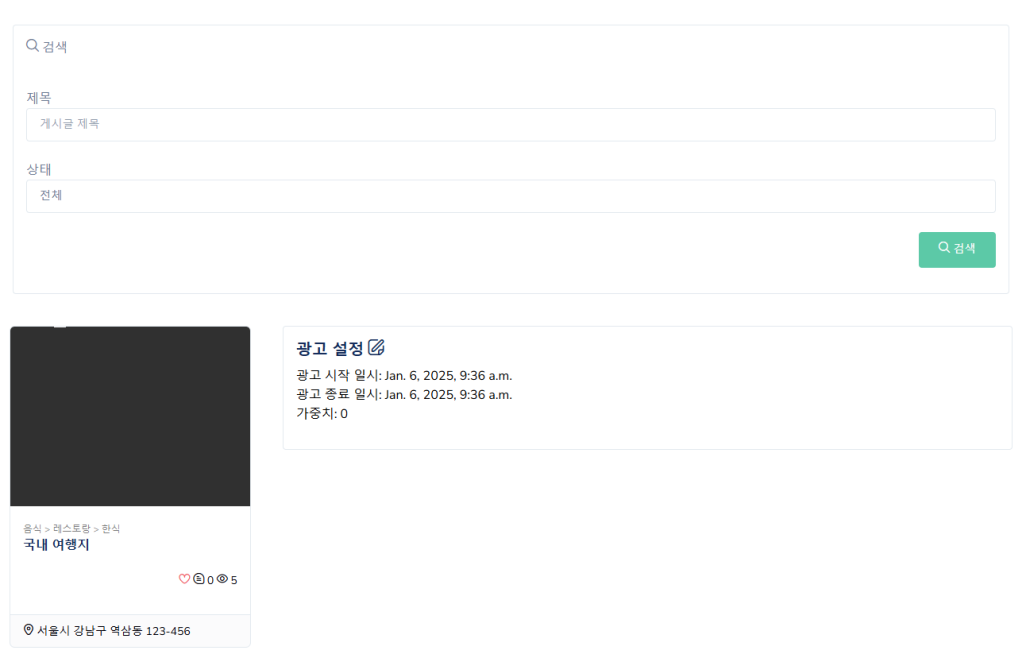 검색
제목
게시글 제목
상태
전체
검색
음식 > 레스토랑 > 한식
국내 여행지
0 5
서울시 강남구 역삼동 123-456
광고 설정
광고 시작 일시: Jan. 6, 2025, 9:36 a.m.
광고 종료 일시: Jan. 6, 2025, 9:36 a.m.
가중치: 0